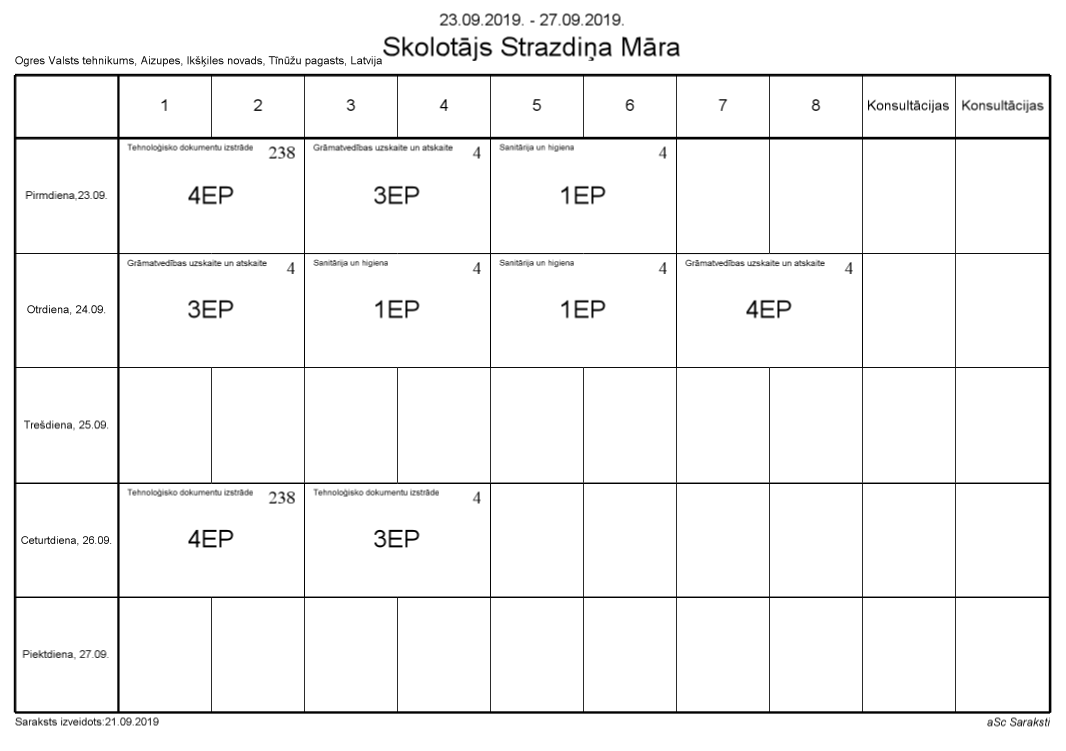 23.09.2019. - 27.09.2019.
Skolotājs Strazdiņa Māra
Ogres Valsts tehnikums, Aizupes, Ikšķiles novads, Tīnūžu pagasts, Latvija
1 2 3 4 5 6 7 8 Konsultācijas Konsultācijas
Tehnoloģisko dokumentu izstrāde 238 Grāmatvedības uzskaite un atskaite 4 Sanitārija un higiena 4
Pirmdiena,23.09. 4EP 3EP 1EP
Grāmatvedības uzskaite un atskaite 4 Sanitārija un higiena 4 Sanitārija un higiena 4 Grāmatvedības uzskaite un atskaite 4
Otrdiena, 24.09. 3EP 1EP 1EP 4EP
Trešdiena, 25.09.
Tehnoloģisko dokumentu izstrāde 238 Tehnoloģisko dokumentu izstrāde 4
Ceturtdiena, 26.09. 4EP 3EP
Piektdiena, 27.09.
Saraksts izveidots:21.09.2019 aSc Saraksti